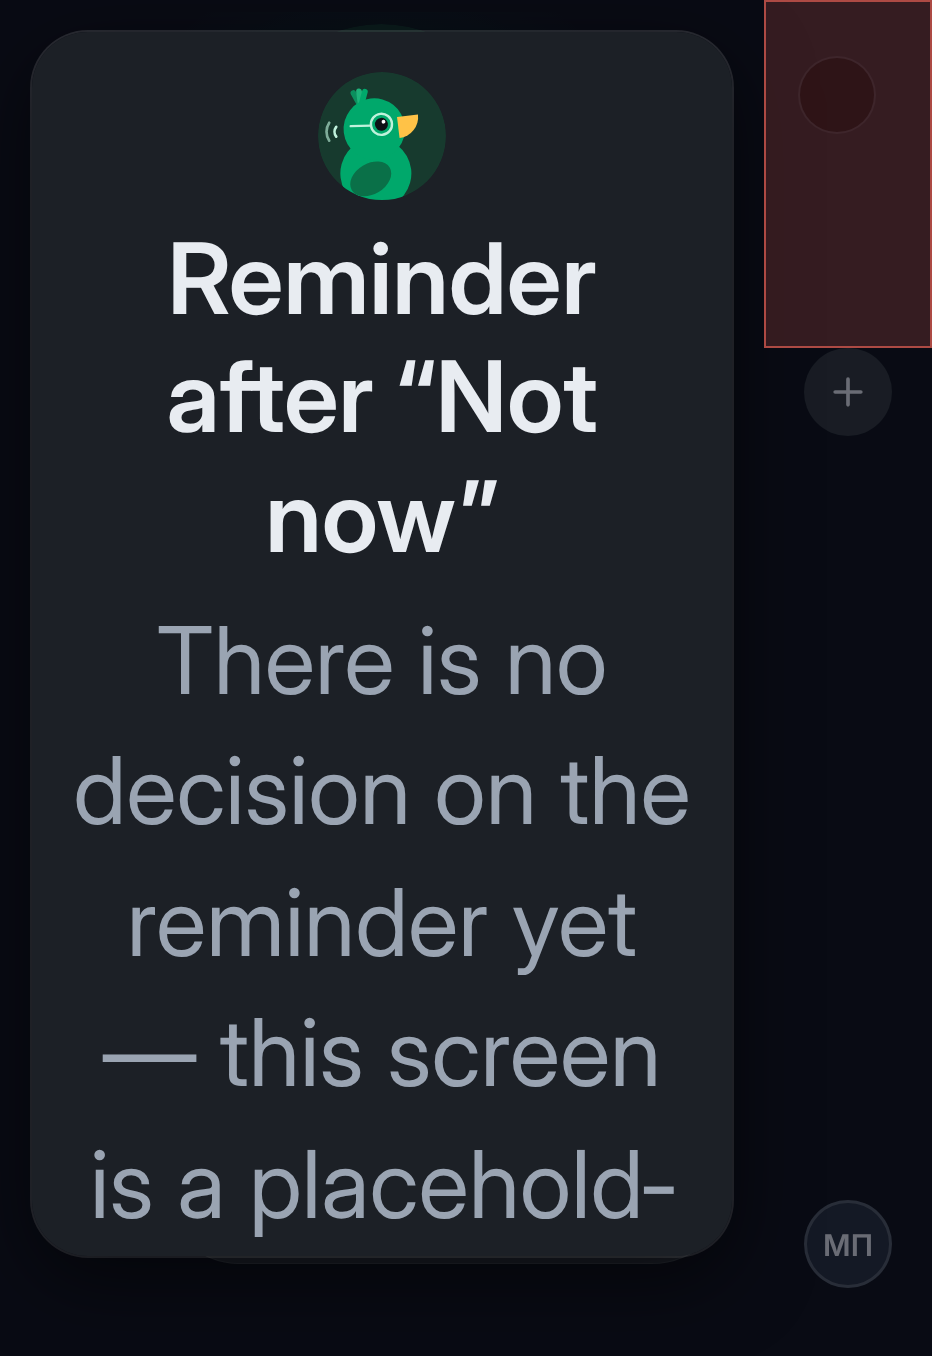 Reminder
after “Not
now”
There is no
decision on the
reminder yet
— this screen
is a placehold-
МП